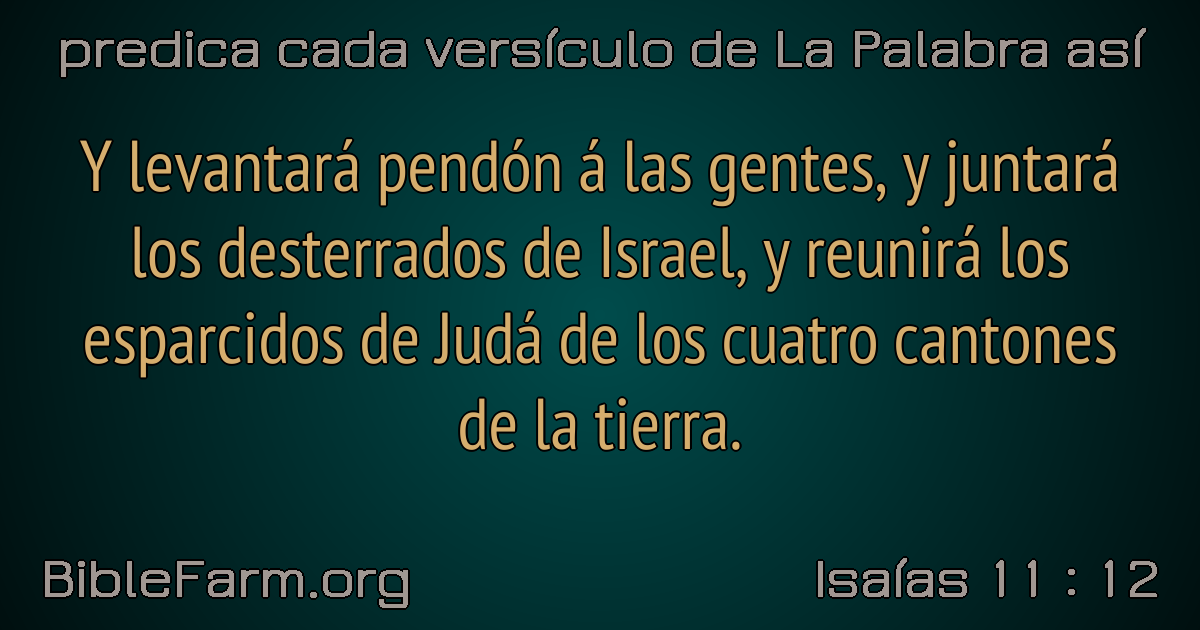 predica cada versículo de La Palabra así
Y levantará pendón á las gentes, y juntará
los desterrados de Israel, y reunirá los
esparcidos de Judá de los cuatro cantones
de la tierra.
BibleFarm.org
Isaías 11 : 12